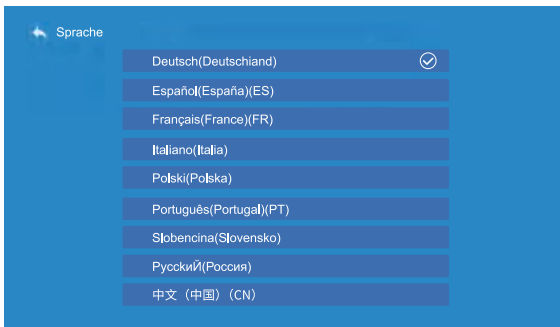 Sprache
Deutsch(Deutschiand)
Español(España)(ES)
Français(France)(FR)
Italiano(Italia)
Polski(Polska)
Português(Portugal)(PT)
Slobencina(Slovensko)
РусскиЙ(Россия)
中文（中国）（CN）